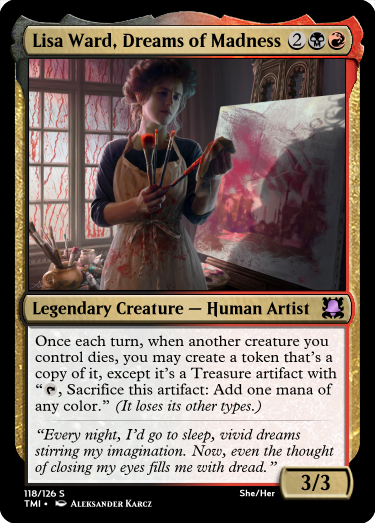 Lisa Ward, Dreams of Madness 2
Legendary Creature — Human Artist
Once each turn, when another creature you
control dies, you may create a token that's a
copy of it, except it's a Treasure artifact with
“, Sacrifice this artifact: Add one mana of
any color.” (It loses its other types.)
“Every night, I'd go to sleep, vivid dreams
stirring my imagination. Now, even the thought
of closing my eyes fills me with dread.”
3/3
118/126 S She/Her
TMI • Aleksander Karcz